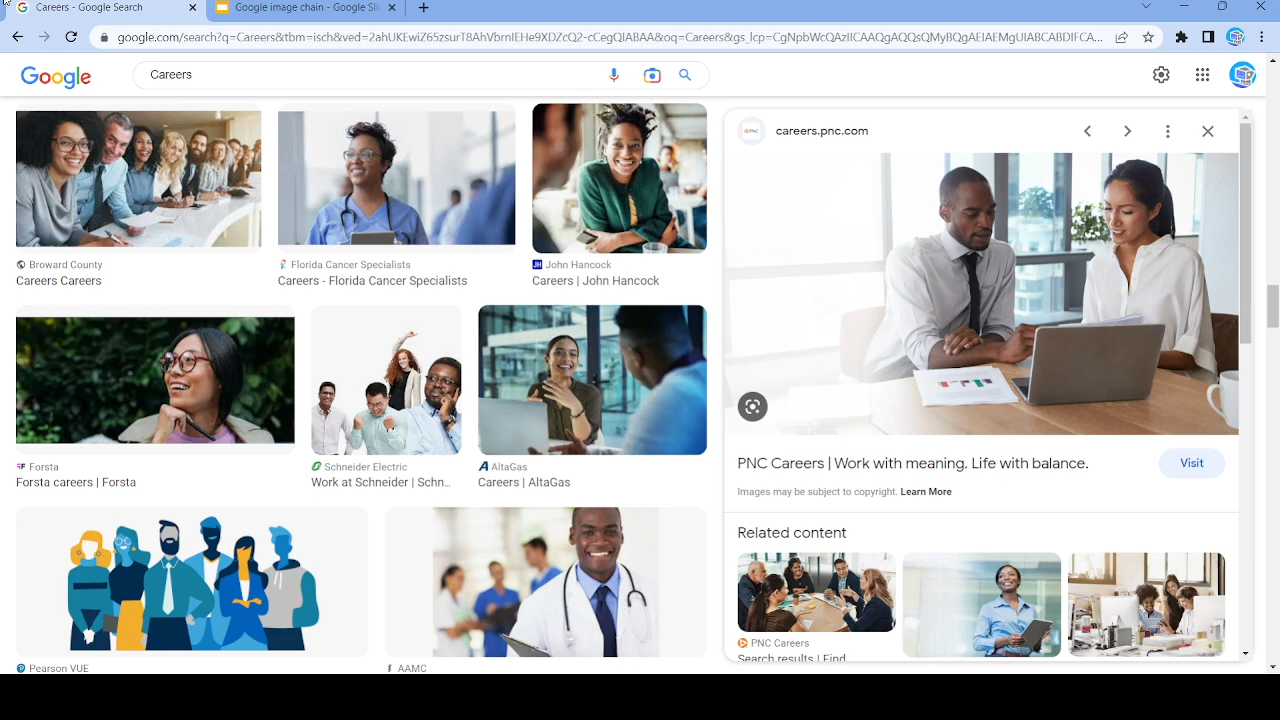 Careers - Google Search
Google image chain - Google Sli
google.com/search?q=Careers&tbm=isch&ved=2ahUKEwiZ65zsurT8AhVbrnIEHe9XDZcQ2-cCegQIABAA&oq=Careers&gs_lcp=CgNpbWcQAzIICAAQgAQQsQMyBQgAEIAEMgUIABCABDIFCA...
Google
Careers
careers.pnc.com
Broward County
Careers Careers
Florida Cancer Specialists
Careers - Florida Cancer Specialists
JH John Hancock
Careers | John Hancock
Forsta
Forsta careers | Forsta
Schneider Electric
Work at Schneider | Schn...
AltaGas
Careers | AltaGas
PNC Careers | Work with meaning. Life with balance.
Visit
Images may be subject to copyright. Learn More
Related content
PNC Careers
Search results | Find
Pearson VUE
AAMC